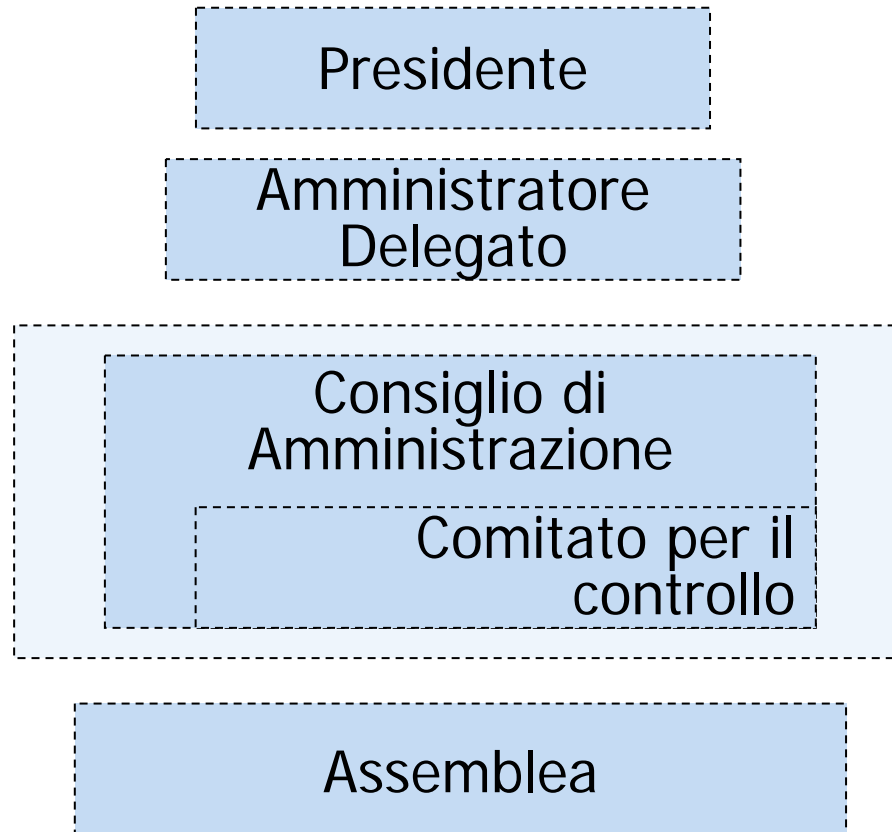 Presidente
Amministratore
Delegato
Consiglio di
Amministrazione
Comitato per il
controllo
Assemblea